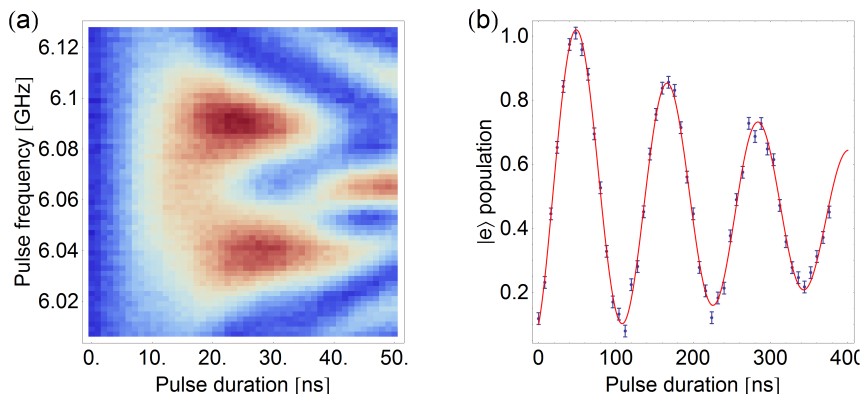 (a)
Pulse frequency [GHz]
6.12
6.1
6.08
6.06
6.04
6.02
0. 10. 20. 30. 40. 50.
Pulse duration [ns]
(b)
|e⟩ population
1.0
0.8
0.6
0.4
0.2
0 100 200 300 400
Pulse duration [ns]